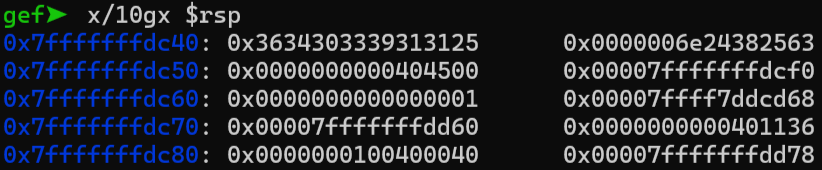 gef➤  x/10gx $rsp
0x7fffffffdc40: 0x3634303339313125 0x0000006e24382563
0x7fffffffdc50: 0x0000000000404500 0x00007fffffffdcf0
0x7fffffffdc60: 0x0000000000000001 0x00007ffff7ddcd68
0x7fffffffdc70: 0x00007fffffffdd60 0x0000000000401136
0x7fffffffdc80: 0x0000000100400040 0x00007fffffffdd78